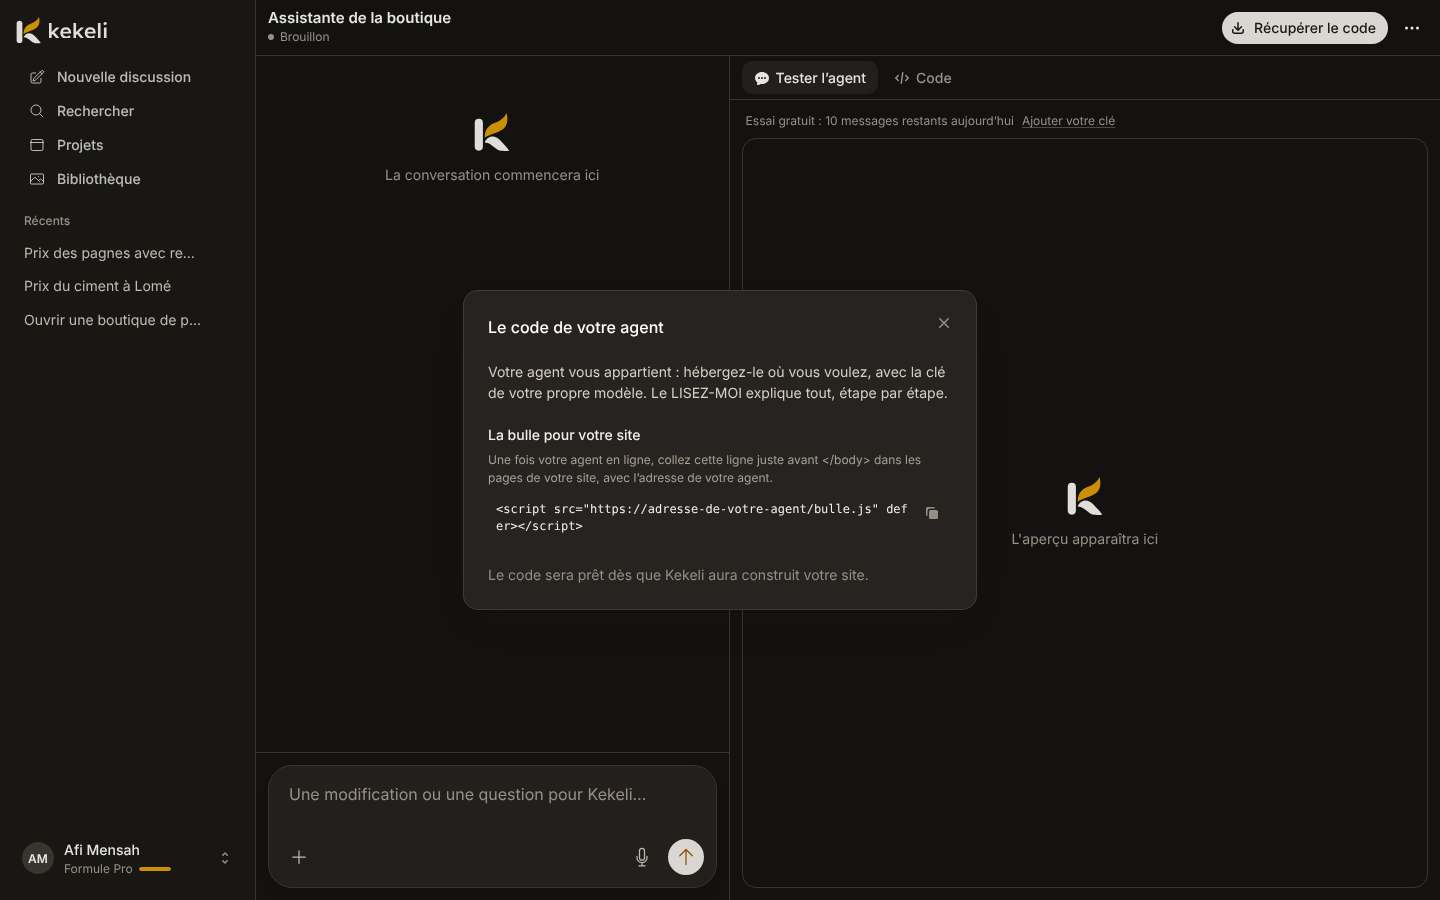 kekeli
Nouvelle discussion
Rechercher
Projets
Bibliothèque
Récents
Prix des pagnes avec re...
Prix du ciment à Lomé
Ouvrir une boutique de p...
AM
Afi Mensah
Formule Pro
Assistante de la boutique
Brouillon
Récupérer le code
La conversation commencera ici
Tester l’agent
Code
Essai gratuit : 10 messages restants aujourd'hui Ajouter votre clé
Le code de votre agent
Votre agent vous appartient : hébergez-le où vous voulez, avec la clé
de votre propre modèle. Le LISEZ-MOI explique tout, étape par étape.
La bulle pour votre site
Une fois votre agent en ligne, collez cette ligne juste avant </body> dans les
pages de votre site, avec l’adresse de votre agent.
<script src="https://adresse-de-votre-agent/bulle.js" def
er></script>
Le code sera prêt dès que Kekeli aura construit votre site.
L'aperçu apparaîtra ici
Une modification ou une question pour Kekeli...